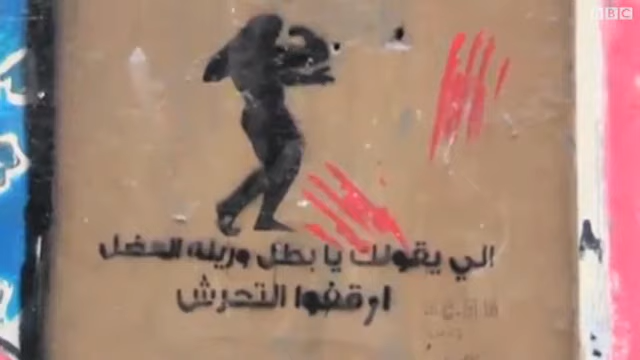 BBC
الي يقولك يا بطل وريله العضل
اوقفوا التحرش